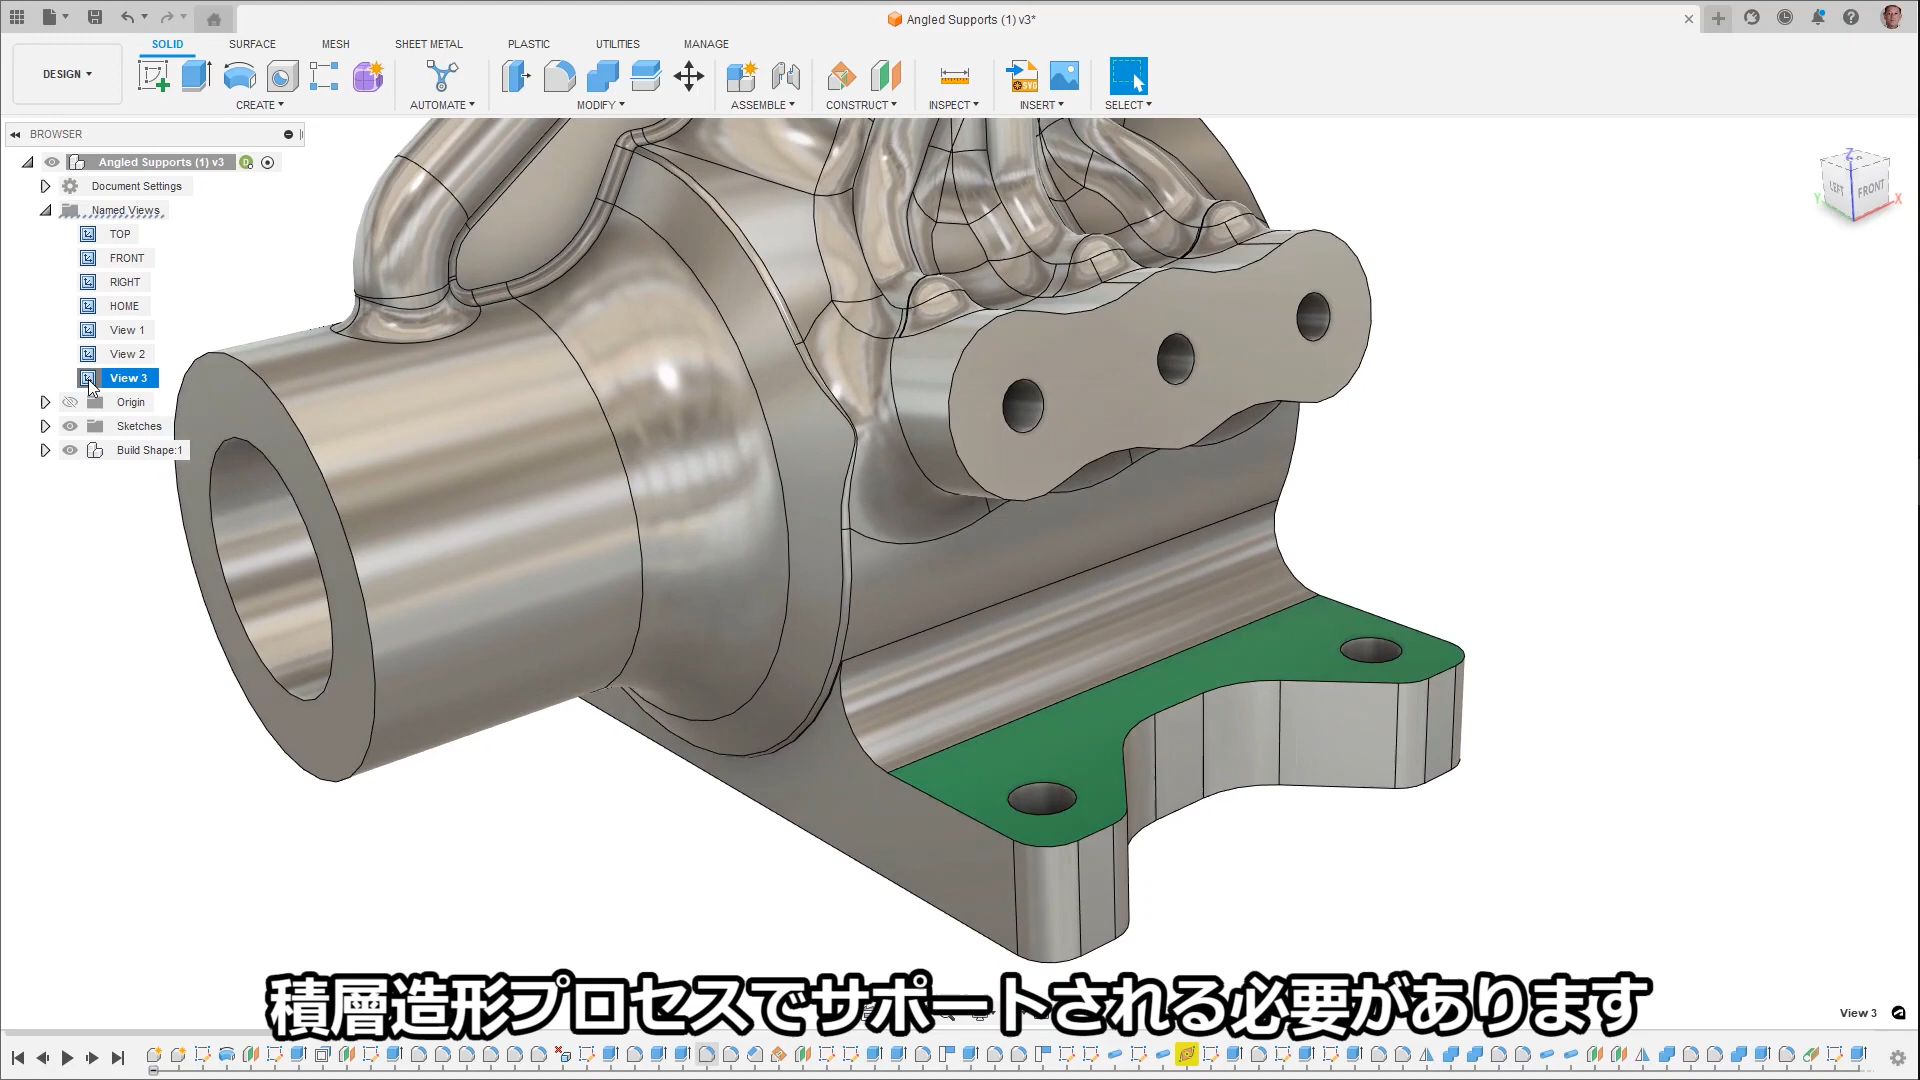 Angled Supports (1) v3*
SOLID SURFACE MESH SHEET METAL PLASTIC UTILITIES MANAGE
DESIGN
CREATE AUTOMATE MODIFY ASSEMBLE CONSTRUCT INSPECT INSERT SELECT
BROWSER
Angled Supports (1) v3
Document Settings
Named Views
TOP
FRONT
RIGHT
HOME
View 1
View 2
View 3
Origin
Sketches
Build Shape:1
Z
LEFT FRONT
Y X
積層造形プロセスでサポートされる必要があります
View 3